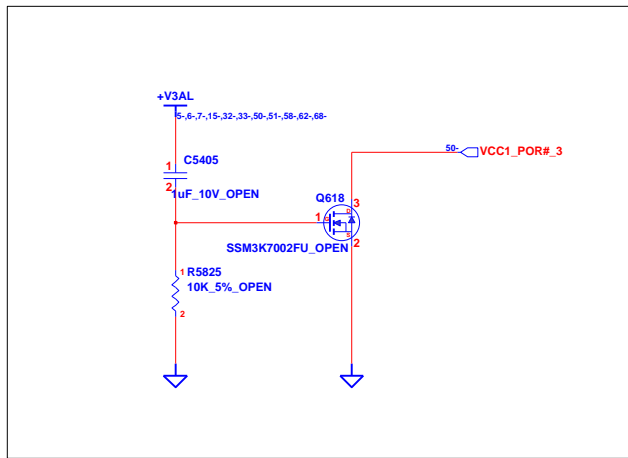 +V3AL
5-,6-,7-,15-,32-,33-,50-,51-,58-,62-,68-
1
C5405
2
1uF_10V_OPEN
50-
VCC1_POR#_3
Q618
3
D
1
G
S
2
SSM3K7002FU_OPEN
1
R5825
10K_5%_OPEN
2